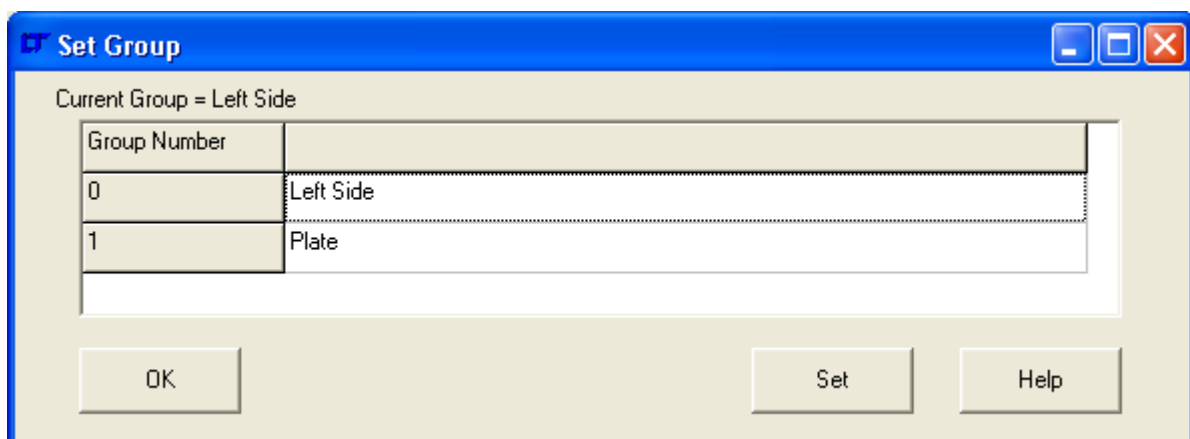 Set Group
Current Group = Left Side
Group Number
0 Left Side
1 Plate
OK Set Help